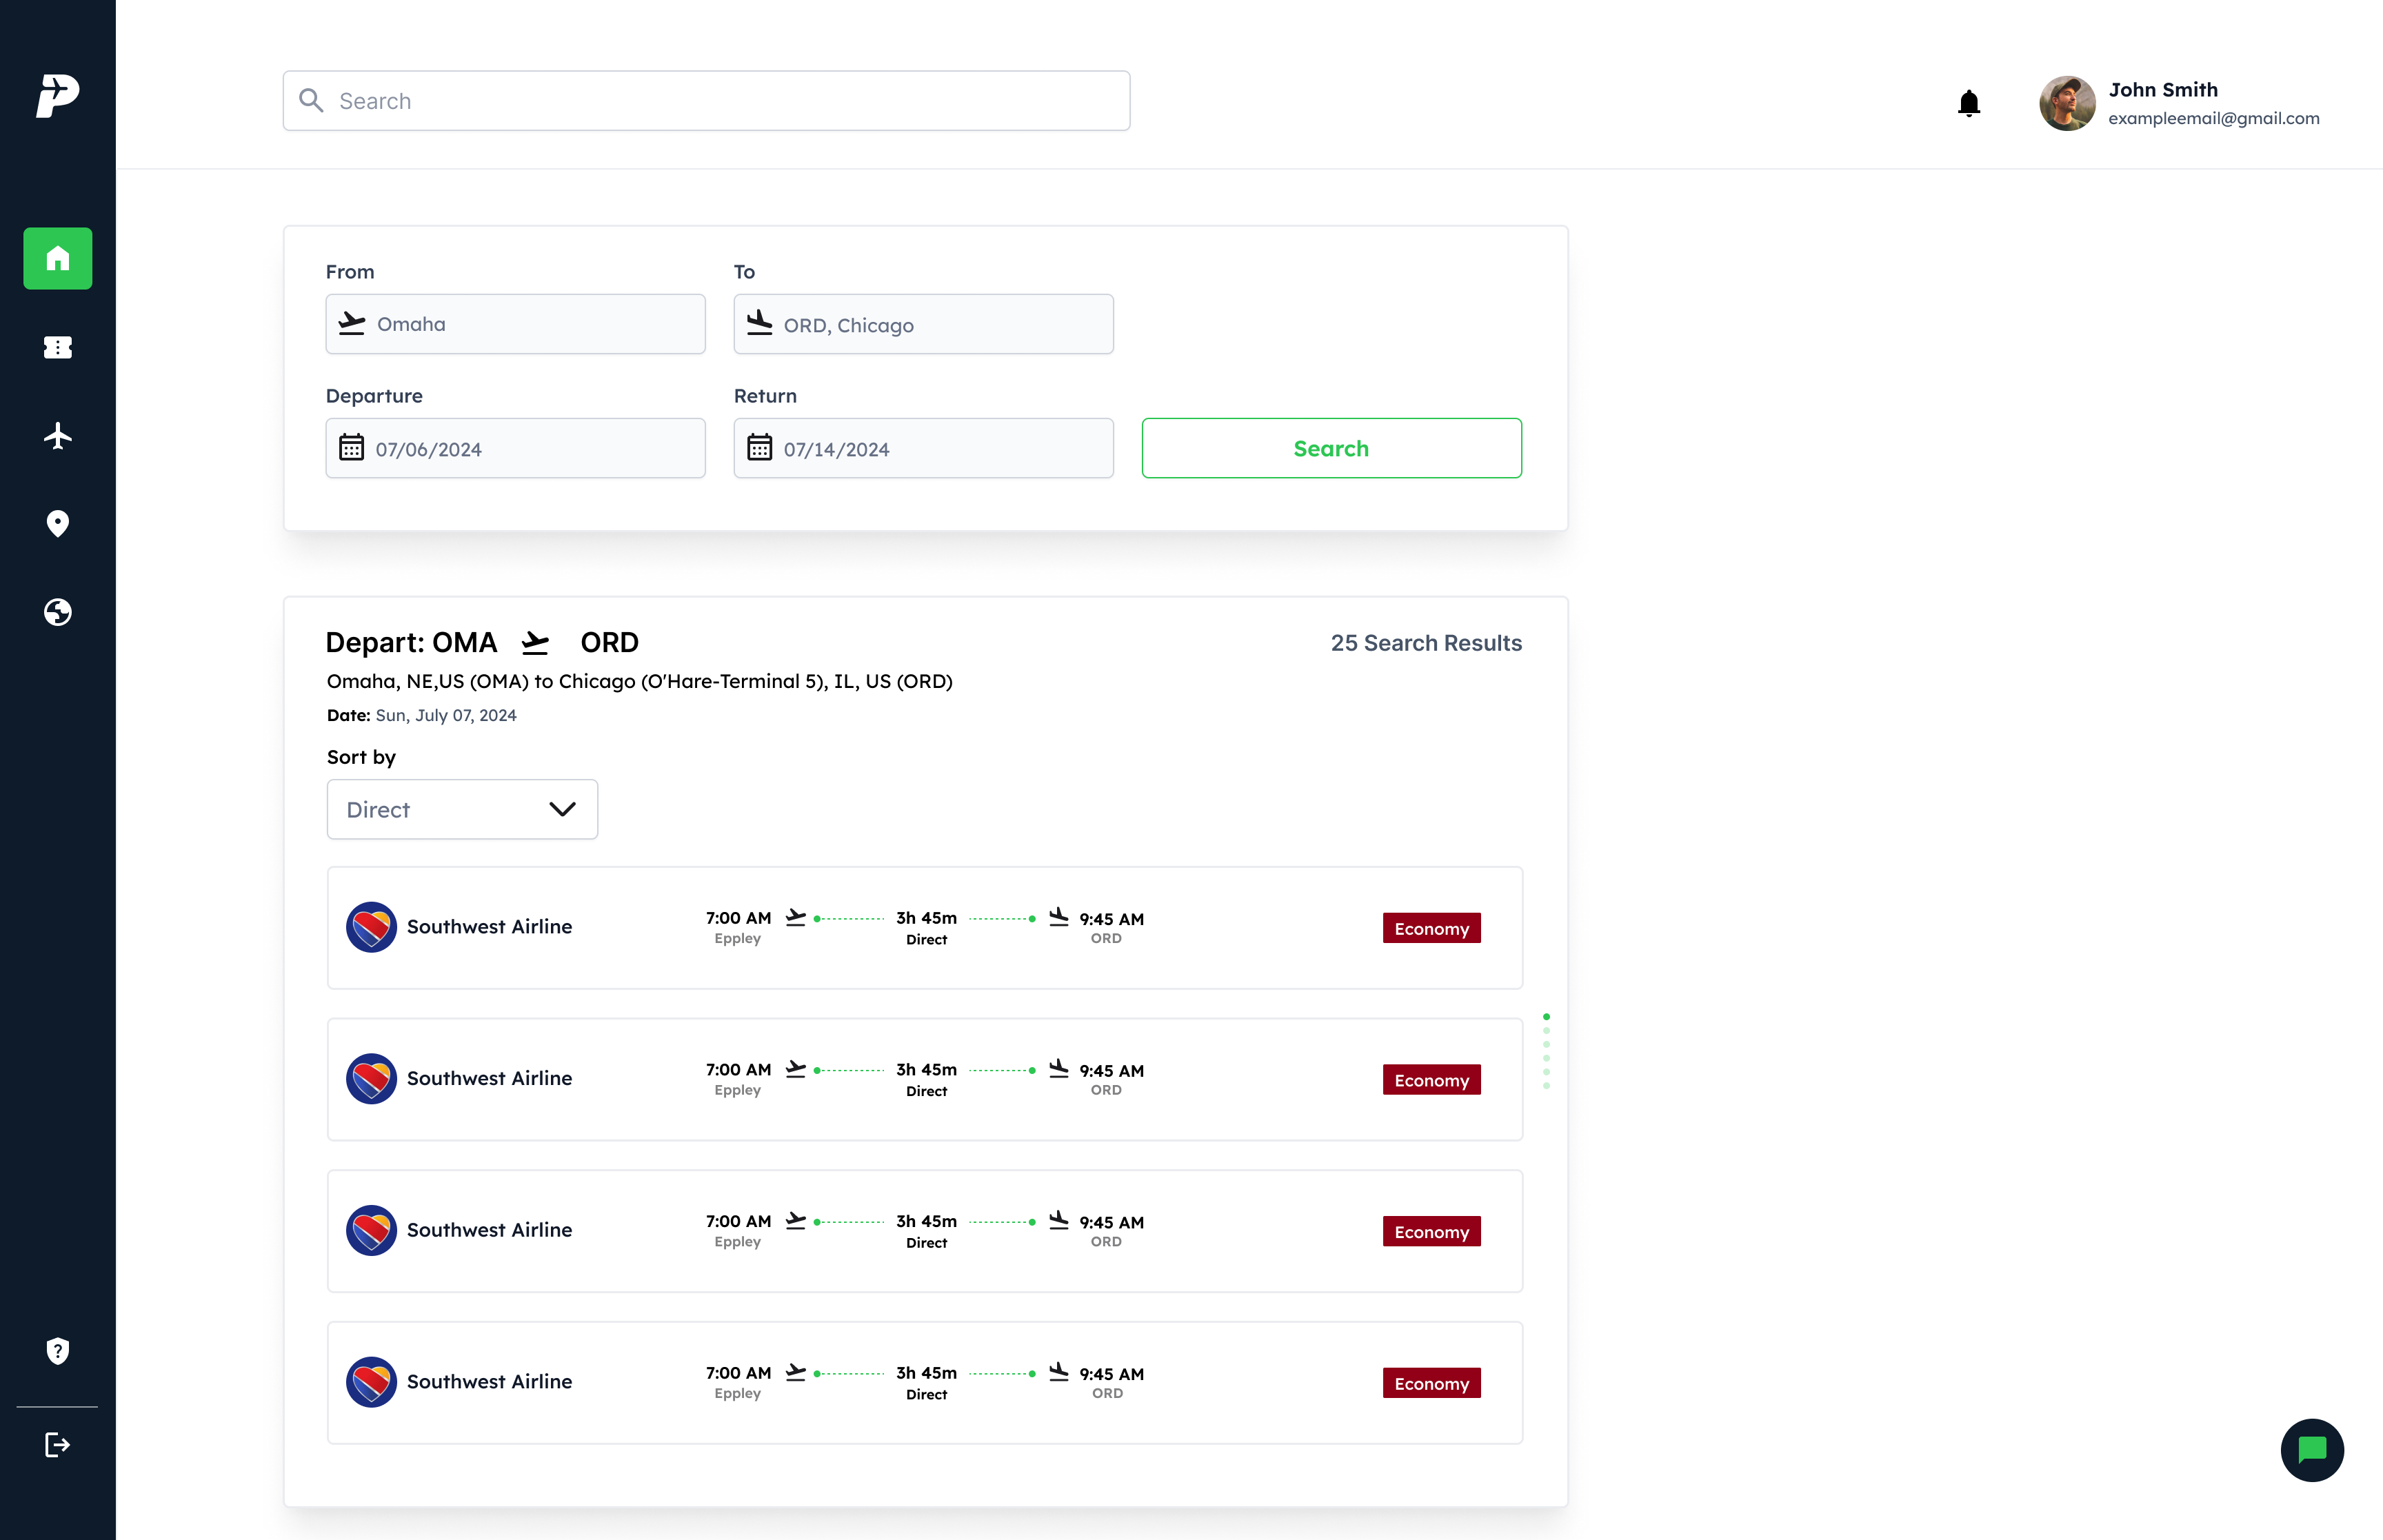 P
Search
John Smith
exampleemail@gmail.com
From
To
Omaha
ORD, Chicago
Departure
Return
07/06/2024
07/14/2024
Search
Depart: OMA ORD
25 Search Results
Omaha, NE,US (OMA) to Chicago (O'Hare-Terminal 5), IL, US (ORD)
Date: Sun, July 07, 2024
Sort by
Direct
Southwest Airline
7:00 AM
Eppley
3h 45m
Direct
9:45 AM
ORD
Economy
Southwest Airline
7:00 AM
Eppley
3h 45m
Direct
9:45 AM
ORD
Economy
Southwest Airline
7:00 AM
Eppley
3h 45m
Direct
9:45 AM
ORD
Economy
Southwest Airline
7:00 AM
Eppley
3h 45m
Direct
9:45 AM
ORD
Economy
?